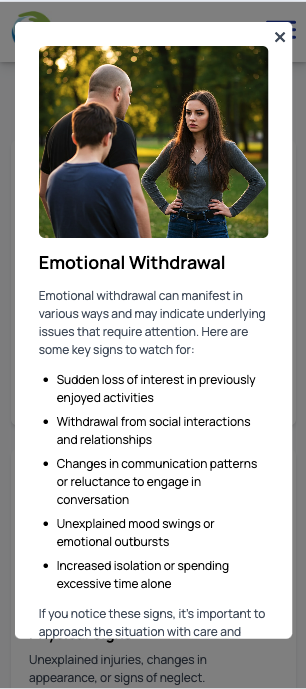 Emotional Withdrawal
Emotional withdrawal can manifest in
various ways and may indicate underlying
issues that require attention. Here are
some key signs to watch for:
• Sudden loss of interest in previously
enjoyed activities
• Withdrawal from social interactions
and relationships
• Changes in communication patterns
or reluctance to engage in
conversation
• Unexplained mood swings or
emotional outbursts
• Increased isolation or spending
excessive time alone
If you notice these signs, it's important to
approach the situation with care and
Unexplained injuries, changes in
appearance, or signs of neglect.